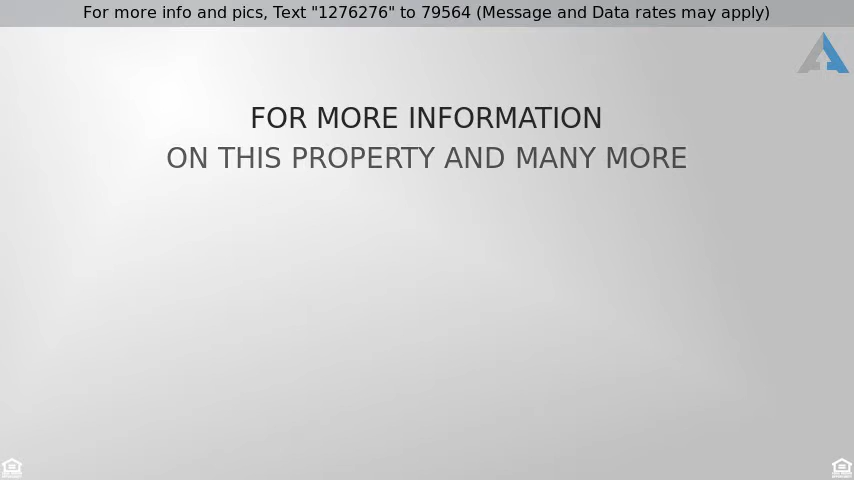 For more info and pics, Text "1276276" to 79564 (Message and Data rates may apply)
FOR MORE INFORMATION
ON THIS PROPERTY AND MANY MORE